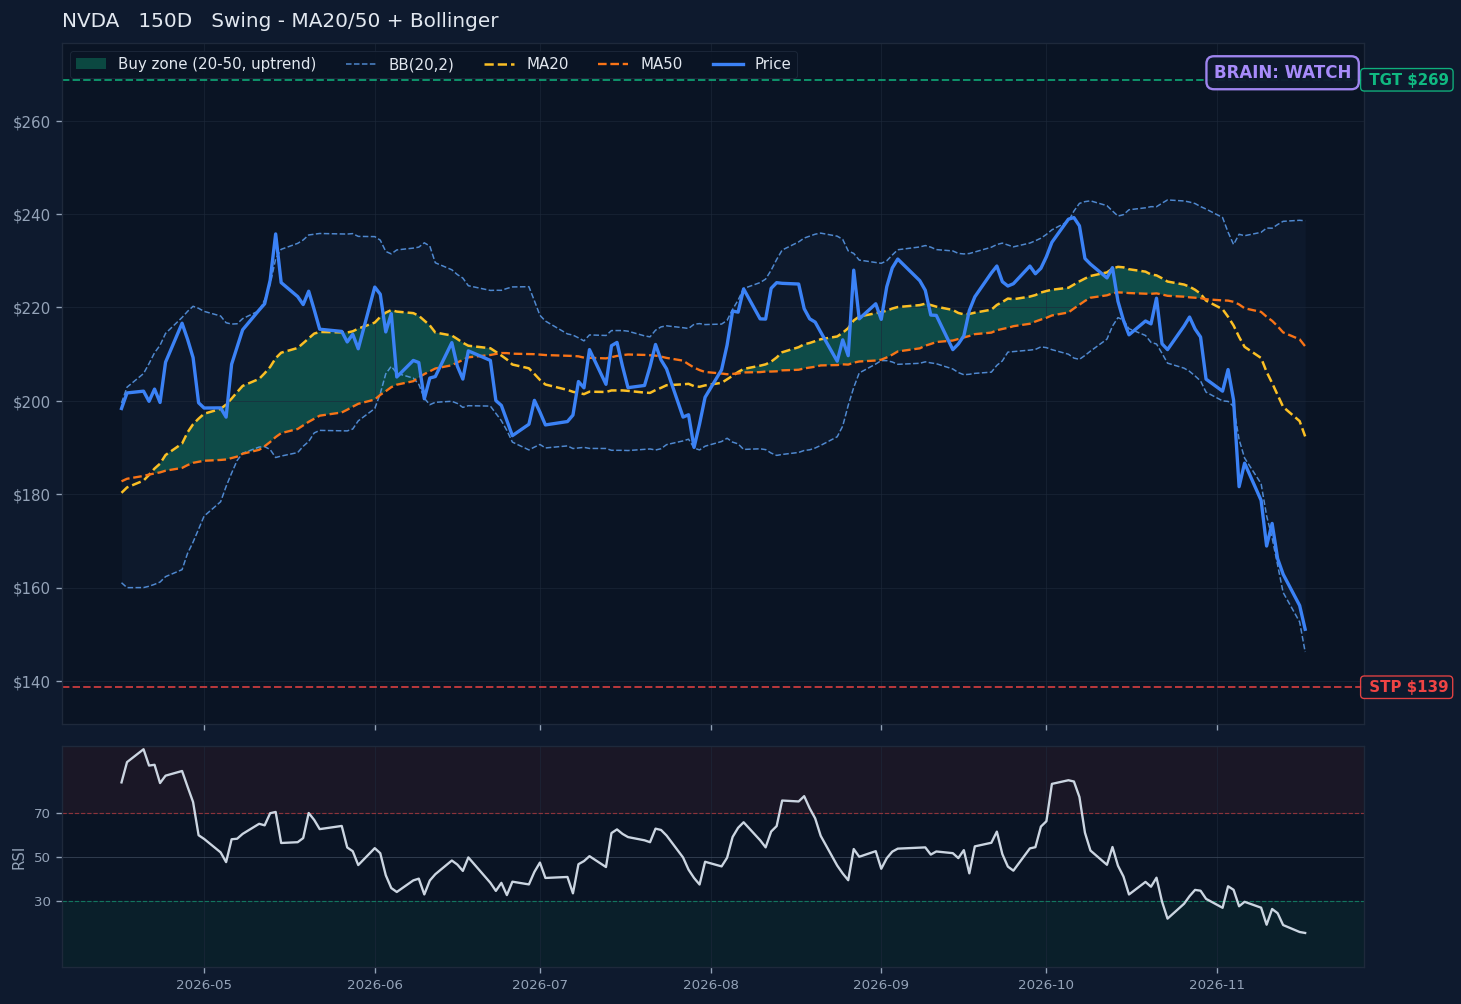 NVDA   150D   Swing - MA20/50 + Bollinger
Buy zone (20-50, uptrend)   BB(20,2)   MA20   MA50   Price
BRAIN: WATCH
TGT $269
$260
$240
$220
$200
$180
$160
$140
STP $139
70
50
30
RSI
2026-05   2026-06   2026-07   2026-08   2026-09   2026-10   2026-11